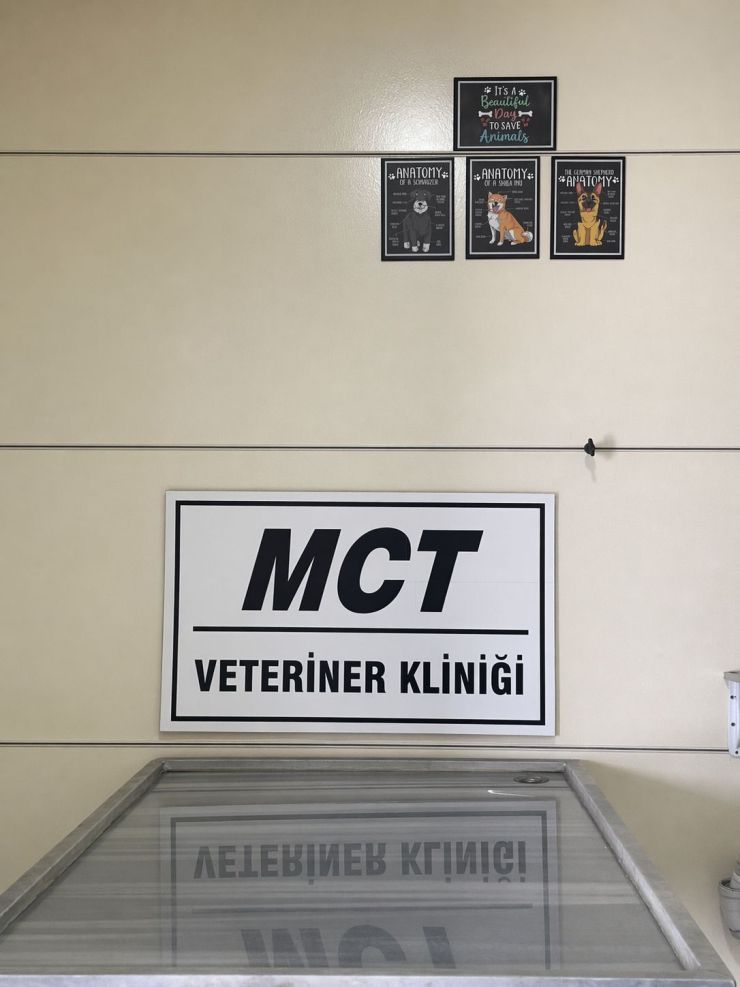 IT'S A
Beautiful
Day
TO SAVE
Animals
ANATOMY
OF A SCHNAUZER
ANATOMY
OF A SHIBA INU
THE GERMAN SHEPHERD
ANATOMY
MCT
VETERİNER KLİNİĞİ